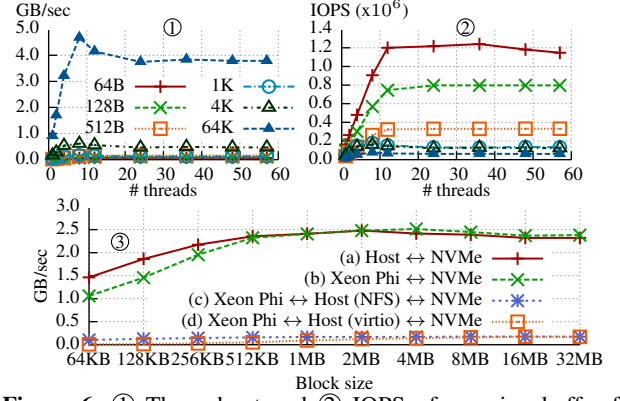 GB/sec
IOPS (x10⁶)
①
②
5.0
4.0
3.0
2.0
1.0
0.0
64B
128B
512B
1K
4K
64K
0 10 20 30 40 50 60
# threads
1.4
1.2
1.0
0.8
0.6
0.4
0.2
0.0
0 10 20 30 40 50 60
# threads
③
GB/sec
3.0
2.5
2.0
1.5
1.0
0.5
0.0
(a) Host ↔ NVMe
(b) Xeon Phi ↔ NVMe
(c) Xeon Phi ↔ Host (NFS) ↔ NVMe
(d) Xeon Phi ↔ Host (virtio) ↔ NVMe
64KB 128KB 256KB 512KB 1MB 2MB 4MB 8MB 16MB 32MB
Block size